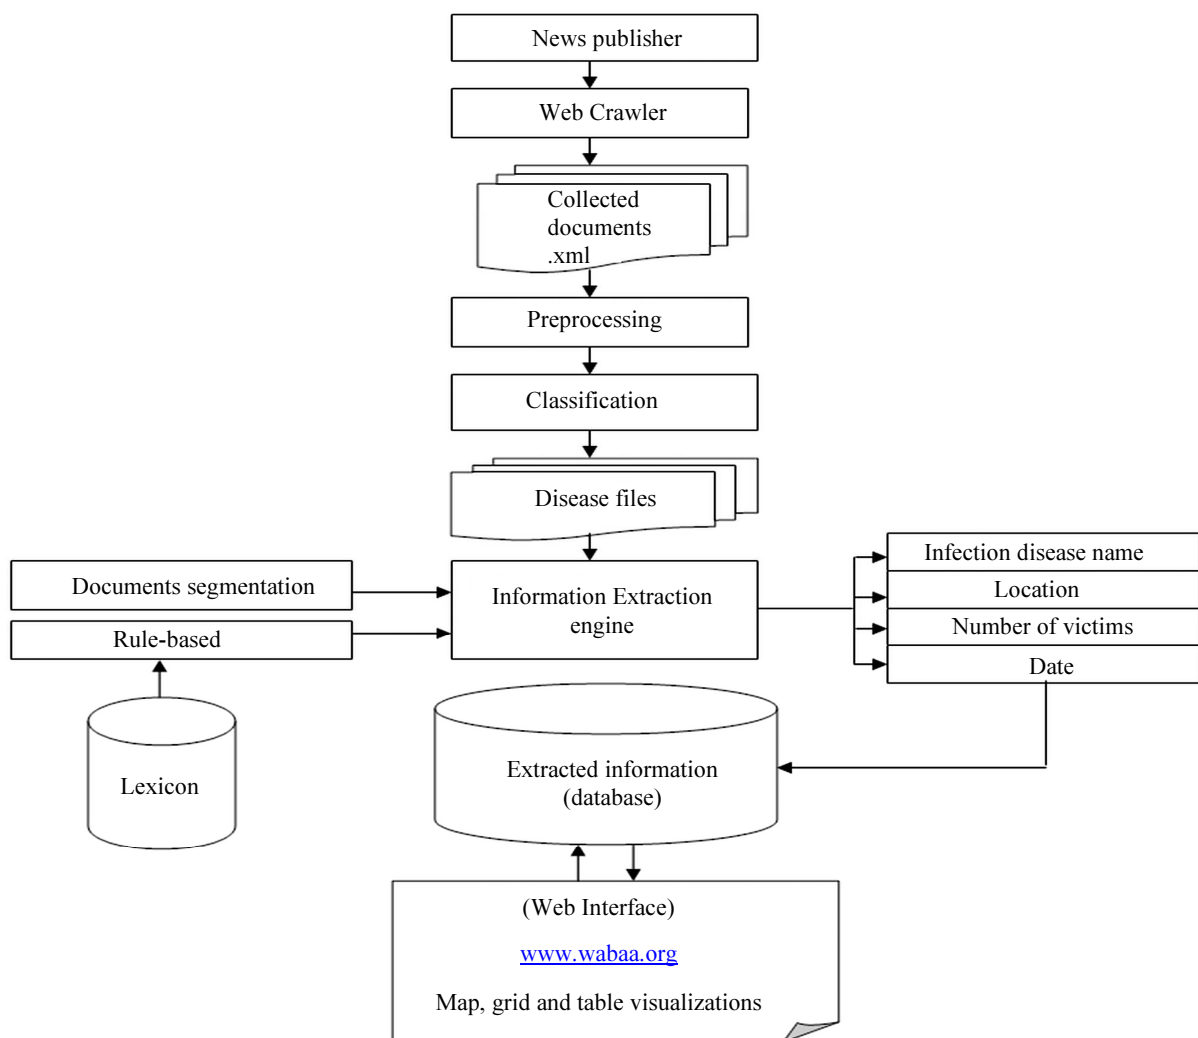 News publisher
Web Crawler
Collected
documents
.xml
Preprocessing
Classification
Disease files
Documents segmentation
Rule-based
Lexicon
Information Extraction
engine
Infection disease name
Location
Number of victims
Date
Extracted information
(database)
(Web Interface)
www.wabaa.org
Map, grid and table visualizations